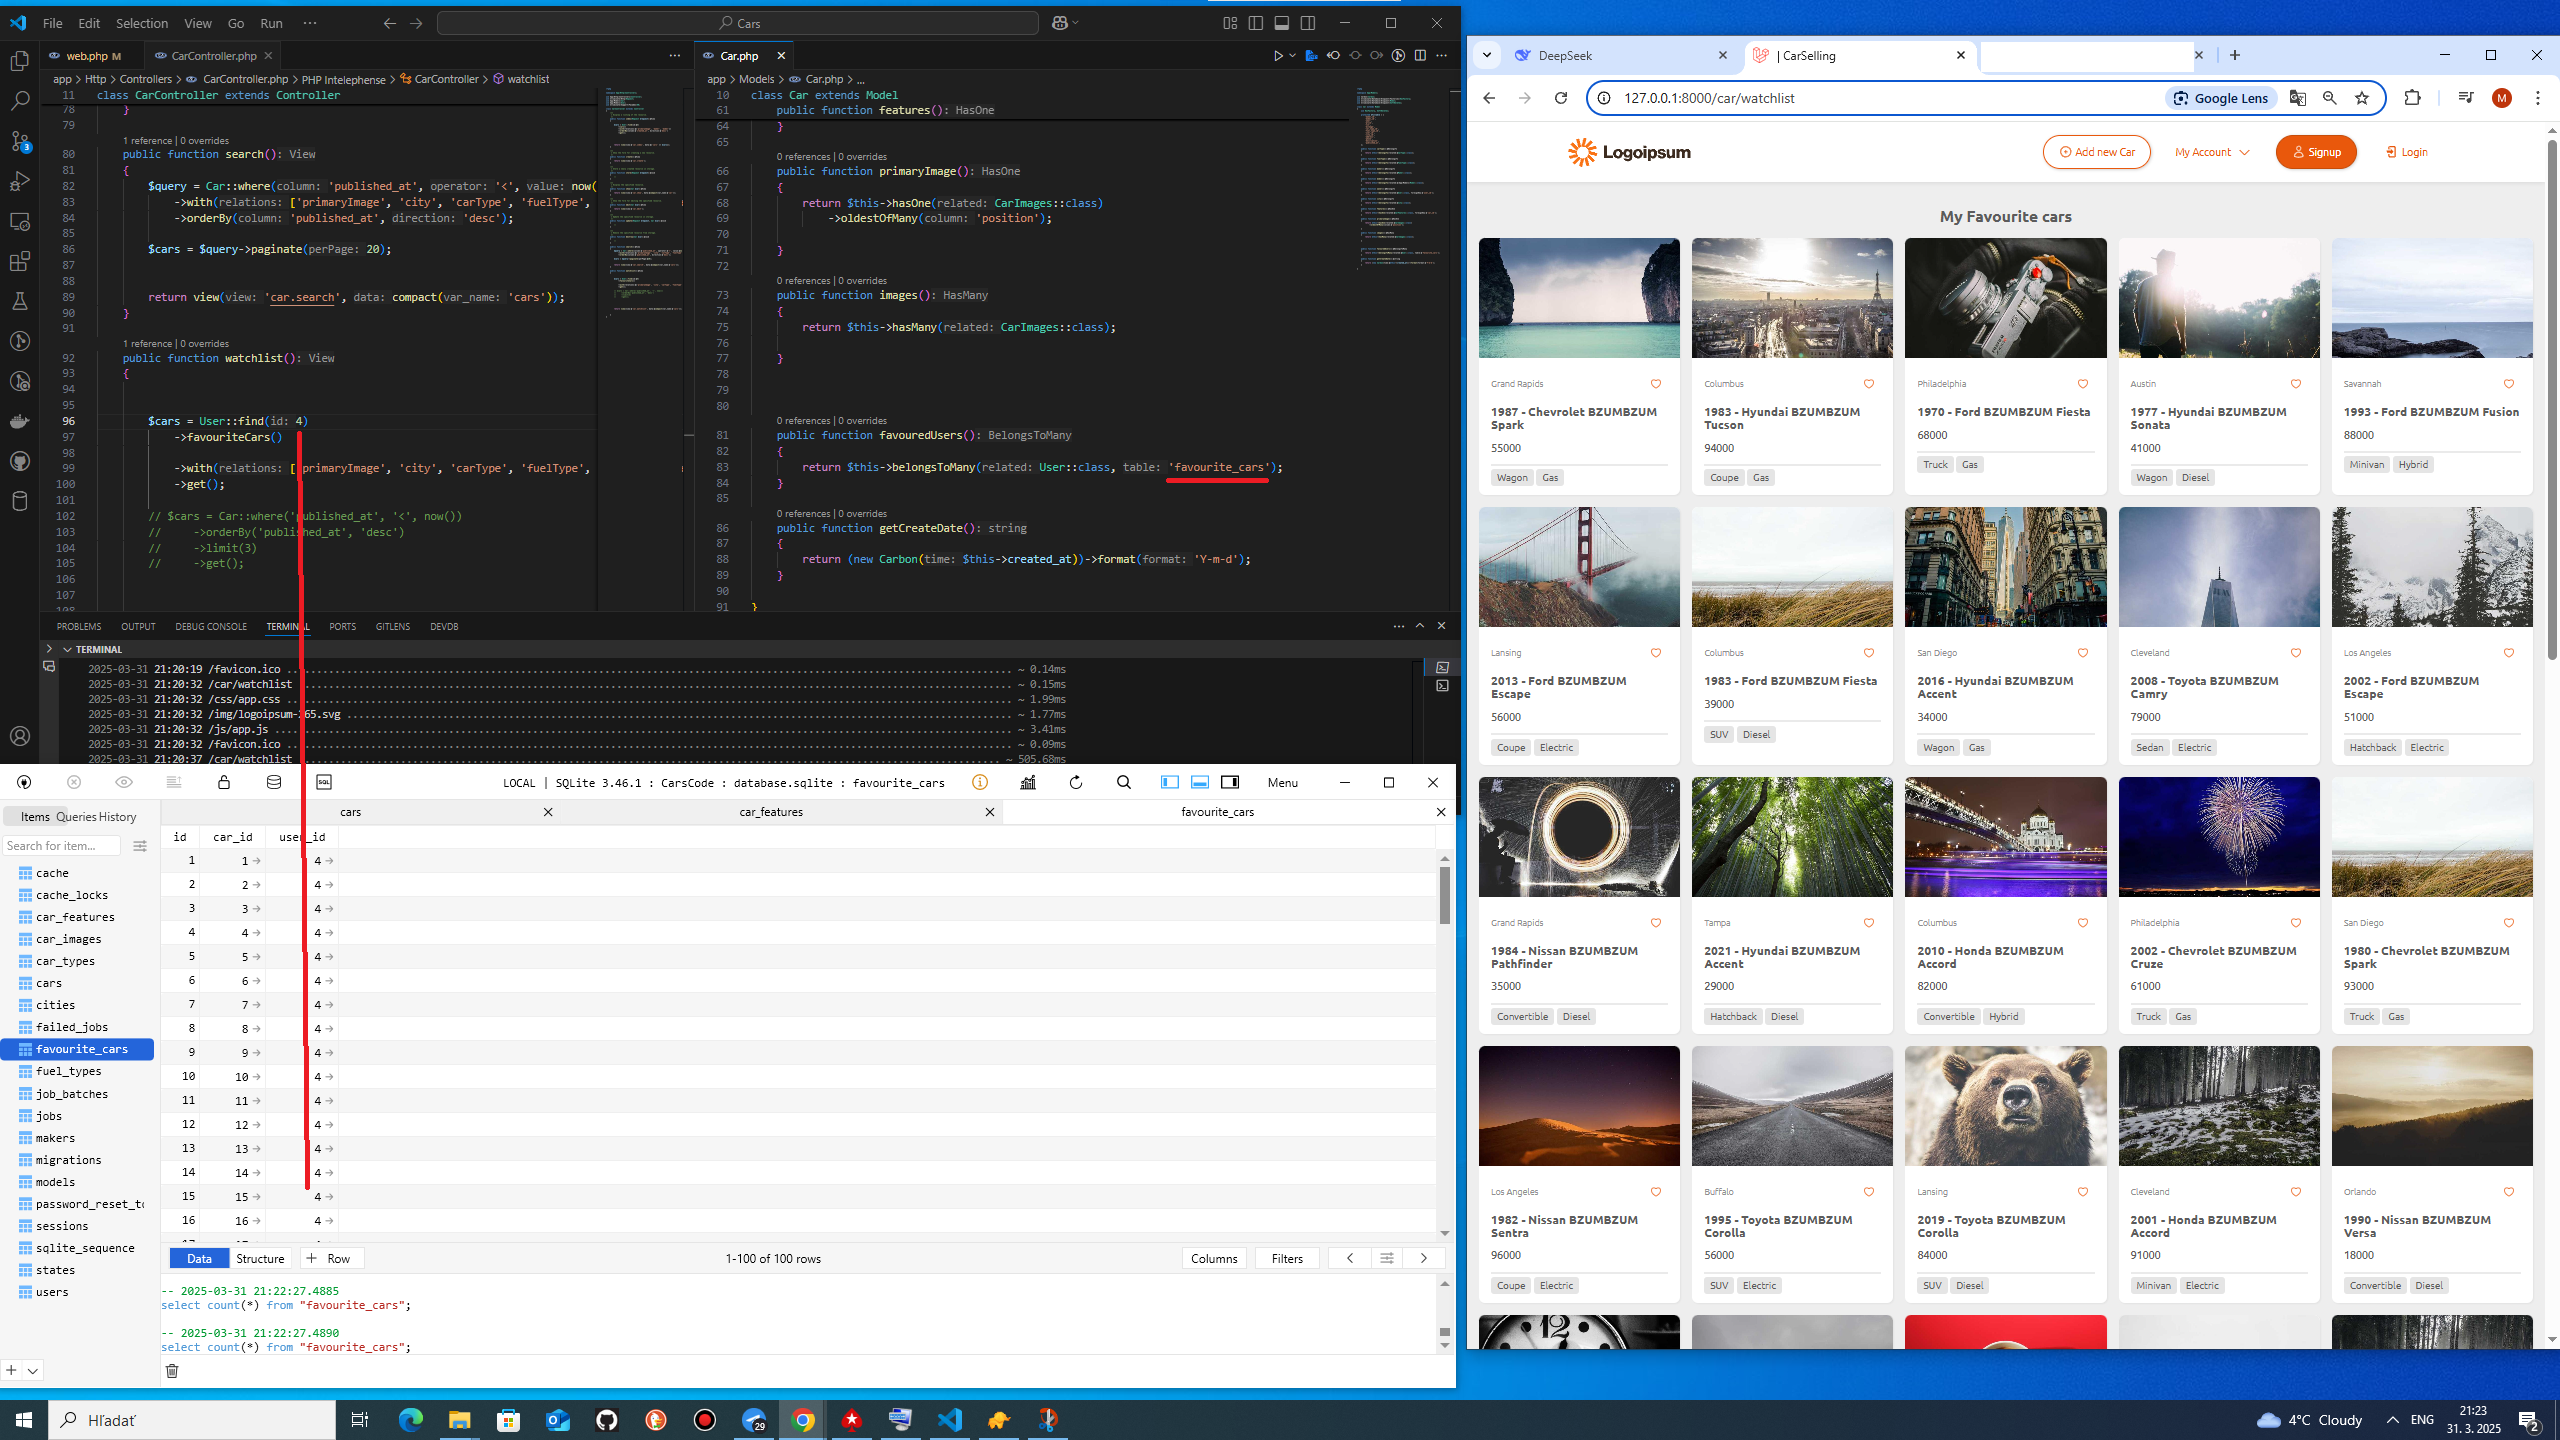 File Edit Selection View Go Run ···
Cars
web.php M
CarController.php
app > Http > Controllers > CarController.php > PHP Intelephense > CarController > watchlist
11 class CarController extends Controller
78 }
79
1 reference | 0 overrides
80 public function search(): View
81 {
82 $query = Car::where(column: 'published_at', operator: '<', value: now(
83 ->with(relations: ['primaryImage', 'city', 'carType', 'fuelType',
84 ->orderBy(column: 'published_at', direction: 'desc');
85
86 $cars = $query->paginate(perPage: 20);
87
88
89 return view(view: 'car.search', data: compact(var_name: 'cars'));
90 }
91
1 reference | 0 overrides
92 public function watchlist(): View
93 {
94
95
96 $cars = User::find(id: 4)
97 ->favouriteCars()
98
99 ->with(relations: ['primaryImage', 'city', 'carType', 'fuelType',
100 ->get();
101
102 // $cars = Car::where('published_at', '<', now())
103 // ->orderBy('published_at', 'desc')
104 // ->limit(3)
105 // ->get();
106
107
108
Car.php
app > Models > Car.php > ...
10 class Car extends Model
61 public function features(): HasOne
64 }
65
0 references | 0 overrides
66 public function primaryImage(): HasOne
67 {
68 return $this->hasOne(related: CarImages::class)
69 ->oldestOfMany(column: 'position');
70
71 }
72
0 references | 0 overrides
73 public function images(): HasMany
74 {
75 return $this->hasMany(related: CarImages::class);
76
77 }
78
79
80
0 references | 0 overrides
81 public function favouredUsers(): BelongsToMany
82 {
83 return $this->belongsToMany(related: User::class, table: 'favourite_cars');
84 }
85
0 references | 0 overrides
86 public function getCreateDate(): string
87 {
88 return (new Carbon(time: $this->created_at))->format(format: 'Y-m-d');
89 }
90
91 }
PROBLEMS OUTPUT DEBUG CONSOLE TERMINAL PORTS GITLENS DEVDB
TERMINAL
2025-03-31 21:20:19 /favicon.ico ~ 0.14ms
2025-03-31 21:20:32 /car/watchlist ~ 0.15ms
2025-03-31 21:20:32 /css/app.css ~ 1.99ms
2025-03-31 21:20:32 /img/logoipsum-265.svg ~ 1.77ms
2025-03-31 21:20:32 /js/app.js ~ 3.41ms
2025-03-31 21:20:32 /favicon.ico ~ 0.09ms
2025-03-31 21:20:37 /car/watchlist ~ 505.68ms
LOCAL | SQLite 3.46.1 : CarsCode : database.sqlite : favourite_cars
Menu
Items Queries History
cars
car_features
favourite_cars
Search for item...
cache
cache_locks
car_features
car_images
car_types
cars
cities
failed_jobs
favourite_cars
fuel_types
job_batches
jobs
makers
migrations
models
password_reset_to
sessions
sqlite_sequence
states
users
id car_id user_id
1 1 4
2 2 4
3 3 4
4 4 4
5 5 4
6 6 4
7 7 4
8 8 4
9 9 4
10 10 4
11 11 4
12 12 4
13 13 4
14 14 4
15 15 4
16 16 4
Data Structure + Row
1-100 of 100 rows
Columns Filters
-- 2025-03-31 21:22:27.4885
select count(*) from "favourite_cars";
-- 2025-03-31 21:22:27.4890
select count(*) from "favourite_cars";
DeepSeek
| CarSelling
127.0.0.1:8000/car/watchlist
Google Lens
M
Logoipsum
Add new Car
My Account
Signup
Login
My Favourite cars
Grand Rapids
1987 - Chevrolet BZUMBZUM
Spark
55000
Wagon Gas
Columbus
1983 - Hyundai BZUMBZUM
Tucson
94000
Coupe Gas
Philadelphia
1970 - Ford BZUMBZUM Fiesta
68000
Truck Gas
Austin
1977 - Hyundai BZUMBZUM
Sonata
41000
Wagon Diesel
Savannah
1993 - Ford BZUMBZUM Fusion
88000
Minivan Hybrid
Lansing
2013 - Ford BZUMBZUM
Escape
56000
Coupe Electric
Columbus
1983 - Ford BZUMBZUM Fiesta
39000
SUV Diesel
San Diego
2016 - Hyundai BZUMBZUM
Accent
34000
Wagon Gas
Cleveland
2008 - Toyota BZUMBZUM
Camry
79000
Sedan Electric
Los Angeles
2002 - Ford BZUMBZUM
Escape
51000
Hatchback Electric
Grand Rapids
1984 - Nissan BZUMBZUM
Pathfinder
35000
Convertible Diesel
Tampa
2021 - Hyundai BZUMBZUM
Accent
29000
Hatchback Diesel
Columbus
2010 - Honda BZUMBZUM
Accord
82000
Convertible Hybrid
Philadelphia
2002 - Chevrolet BZUMBZUM
Cruze
61000
Truck Gas
San Diego
1980 - Chevrolet BZUMBZUM
Spark
93000
Truck Gas
Los Angeles
1982 - Nissan BZUMBZUM
Sentra
96000
Coupe Electric
Buffalo
1995 - Toyota BZUMBZUM
Corolla
56000
SUV Electric
Lansing
2019 - Toyota BZUMBZUM
Corolla
84000
SUV Diesel
Cleveland
2001 - Honda BZUMBZUM
Accord
91000
Minivan Electric
Orlando
1990 - Nissan BZUMBZUM
Versa
18000
Convertible Diesel
Hľadať
29
4°C Cloudy
ENG
21:23
31. 3. 2025
2